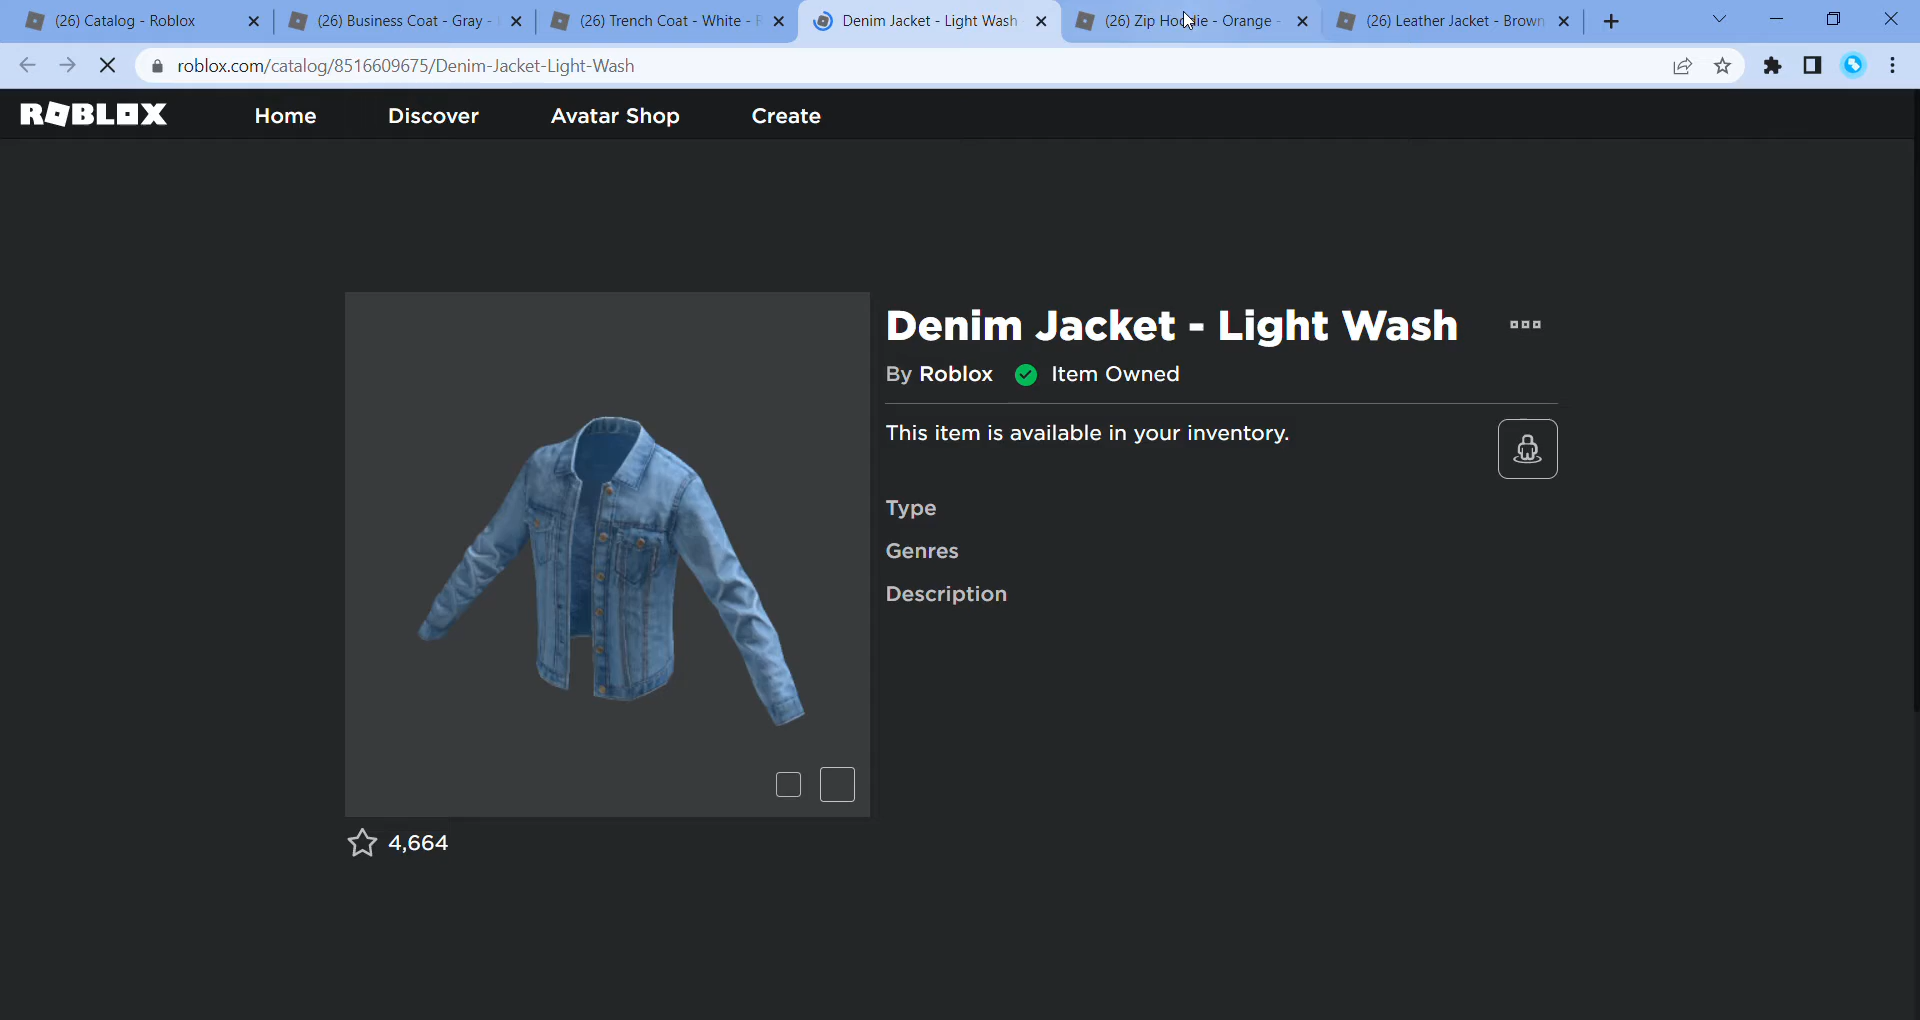 (26) Catalog - Roblox
(26) Business Coat - Gray -
(26) Trench Coat - White -
Denim Jacket - Light Wash
(26) Zip Hoodie - Orange -
(26) Leather Jacket - Brown
roblox.com/catalog/8516609675/Denim-Jacket-Light-Wash
ROBLOX Home Discover Avatar Shop Create
Denim Jacket - Light Wash
By Roblox Item Owned
This item is available in your inventory.
Type
Genres
Description
4,664